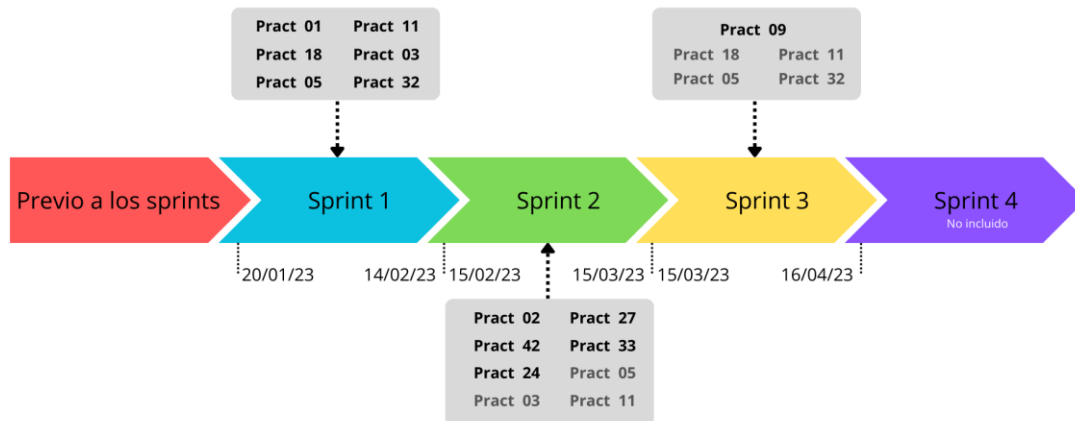 Pract 01 Pract 11
Pract 18 Pract 03
Pract 05 Pract 32
Pract 09
Pract 18 Pract 11
Pract 05 Pract 32
Previo a los sprints
Sprint 1
Sprint 2
Sprint 3
Sprint 4
No incluido
20/01/23 14/02/23 15/02/23 15/03/23 15/03/23 16/04/23
Pract 02 Pract 27
Pract 42 Pract 33
Pract 24 Pract 05
Pract 03 Pract 11